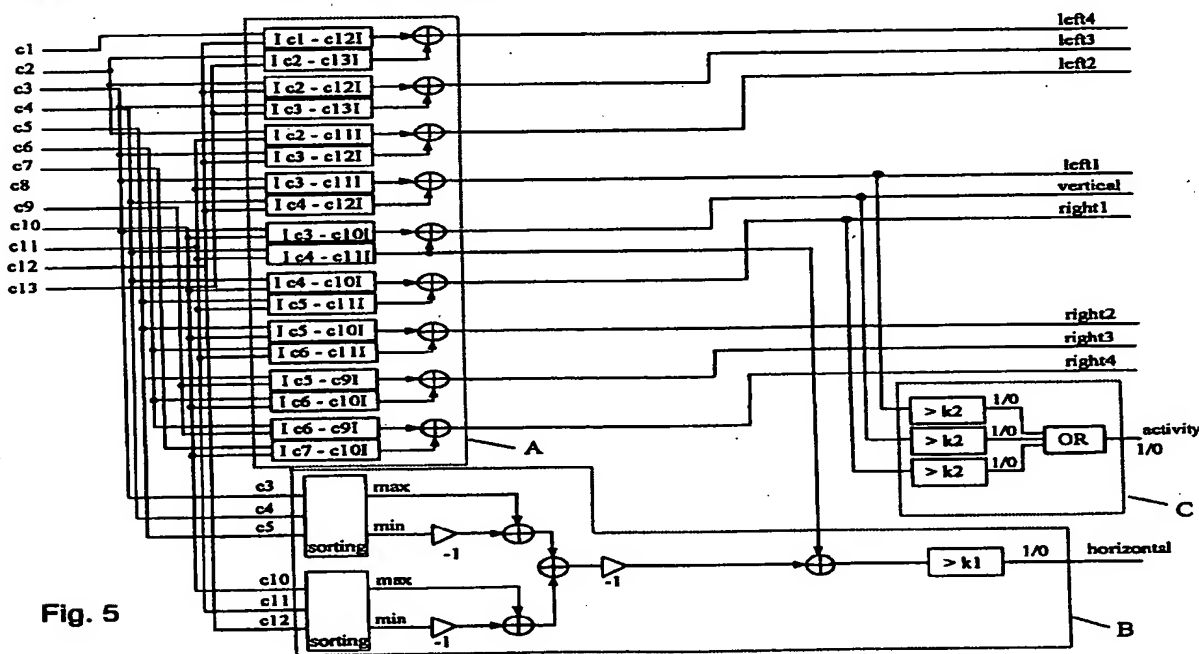 c1
c2
c3
c4
c5
c6
c7
c8
c9
c10
c11
c12
c13
I c1 - c12I
I c2 - c13I
I c2 - c12I
I c3 - c13I
I c2 - c11I
I c3 - c12I
I c3 - c11I
I c4 - c12I
I c3 - c10I
I c4 - c11I
I c4 - c10I
I c5 - c11I
I c5 - c10I
I c6 - c11I
I c5 - c9I
I c6 - c10I
I c6 - c9I
I c7 - c10I
A
left4
left3
left2
left1
vertical
right1
right2
right3
right4
> k2 1/0
> k2 1/0
> k2 1/0
OR
activity
1/0
C
c3
c4
c5
sorting
max
min
-1
c10
c11
c12
sorting
max
min
-1
-1
> k1
1/0
horizontal
B
Fig. 5